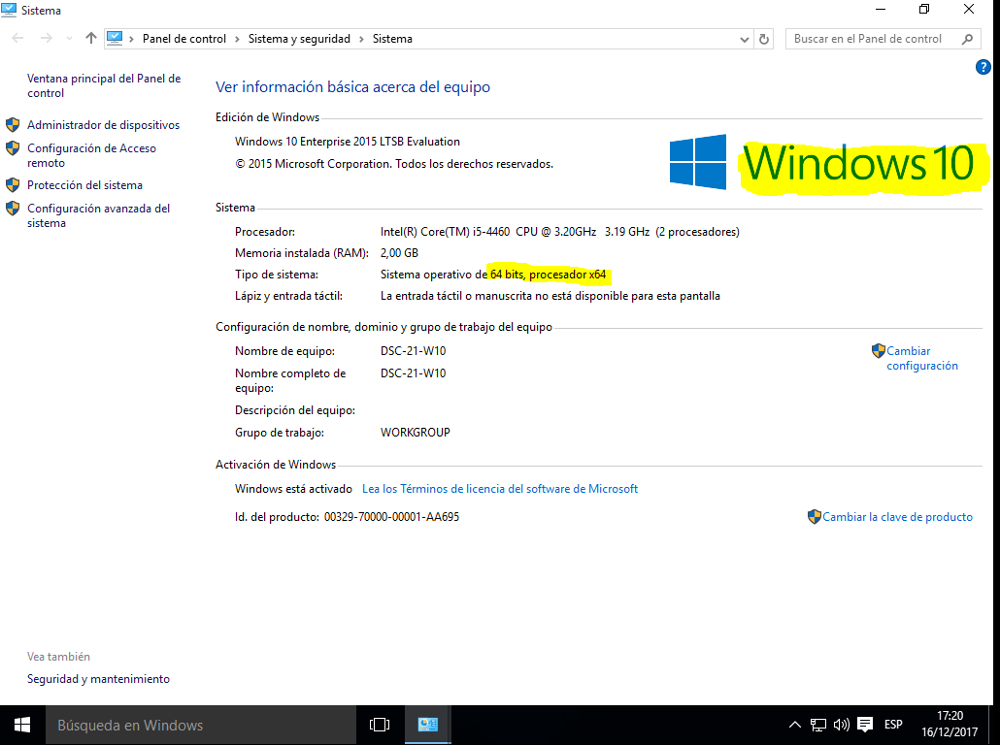 Sistema
Panel de control
Sistema y seguridad
Sistema
Buscar en el Panel de control
Ventana principal del Panel de
control
Administrador de dispositivos
Configuración de Acceso
remoto
Protección del sistema
Configuración avanzada del
sistema
Ver información básica acerca del equipo
Edición de Windows
Windows 10 Enterprise 2015 LTSB Evaluation
© 2015 Microsoft Corporation. Todos los derechos reservados.
Windows 10
Sistema
Procesador: Intel(R) Core(TM) i5-4460 CPU @ 3.20GHz 3.19 GHz (2 procesadores)
Memoria instalada (RAM): 2,00 GB
Tipo de sistema: Sistema operativo de 64 bits, procesador x64
Lápiz y entrada táctil: La entrada táctil o manuscrita no está disponible para esta pantalla
Configuración de nombre, dominio y grupo de trabajo del equipo
Nombre de equipo: DSC-21-W10
Cambiar
configuración
Nombre completo de DSC-21-W10
equipo:
Descripción del equipo:
Grupo de trabajo: WORKGROUP
Activación de Windows
Windows está activado Lea los Términos de licencia del software de Microsoft
Id. del producto: 00329-70000-00001-AA695
Cambiar la clave de producto
Vea también
Seguridad y mantenimiento
Búsqueda en Windows
ESP
17:20
16/12/2017